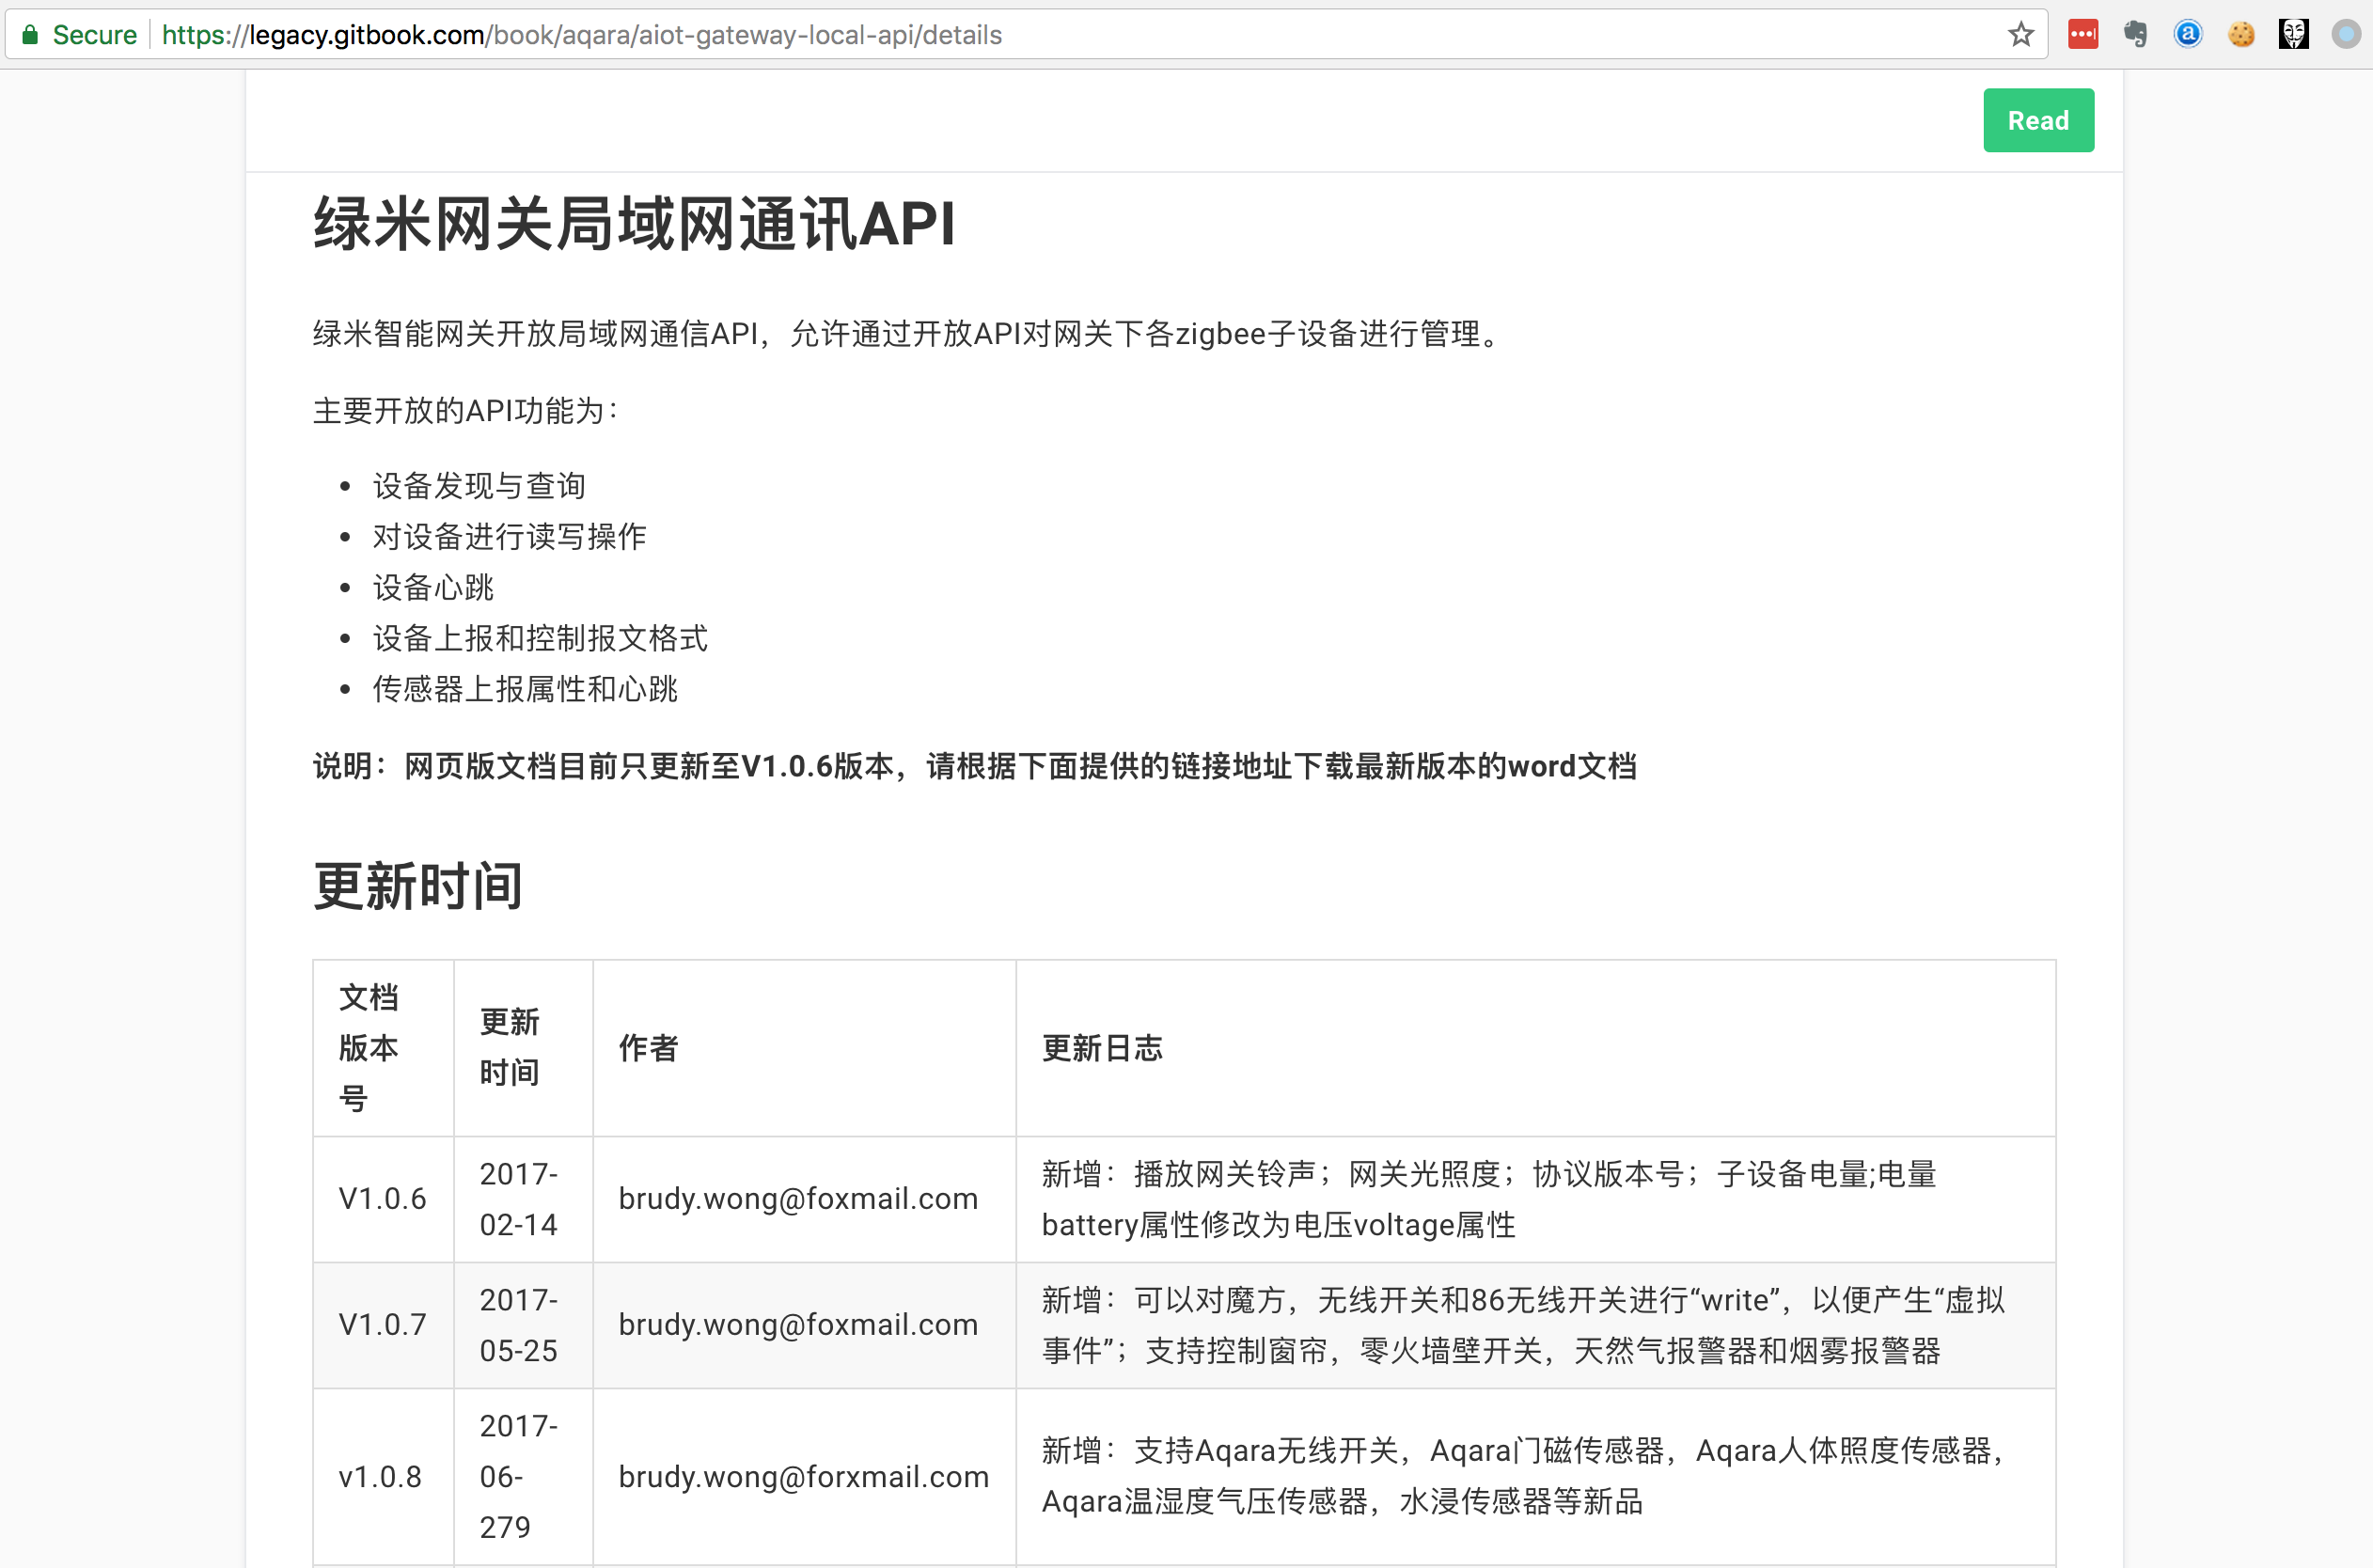 Secure https://legacy.gitbook.com/book/aqara/aiot-gateway-local-api/details
Read
绿米网关局域网通讯API
绿米智能网关开放局域网通信API，允许通过开放API对网关下各zigbee子设备进行管理。
主要开放的API功能为：
• 设备发现与查询
• 对设备进行读写操作
• 设备心跳
• 设备上报和控制报文格式
• 传感器上报属性和心跳
说明：网页版文档目前只更新至V1.0.6版本，请根据下面提供的链接地址下载最新版本的word文档
更新时间
文档
版本
号
更新
时间
作者
更新日志
V1.0.6
2017-
02-14
brudy.wong@foxmail.com
新增：播放网关铃声；网关光照度；协议版本号；子设备电量;电量
battery属性修改为电压voltage属性
V1.0.7
2017-
05-25
brudy.wong@foxmail.com
新增：可以对魔方，无线开关和86无线开关进行“write”，以便产生“虚拟
事件”；支持控制窗帘，零火墙壁开关，天然气报警器和烟雾报警器
v1.0.8
2017-
06-
279
brudy.wong@forxmail.com
新增：支持Aqara无线开关，Aqara门磁传感器，Aqara人体照度传感器，
Aqara温湿度气压传感器，水浸传感器等新品